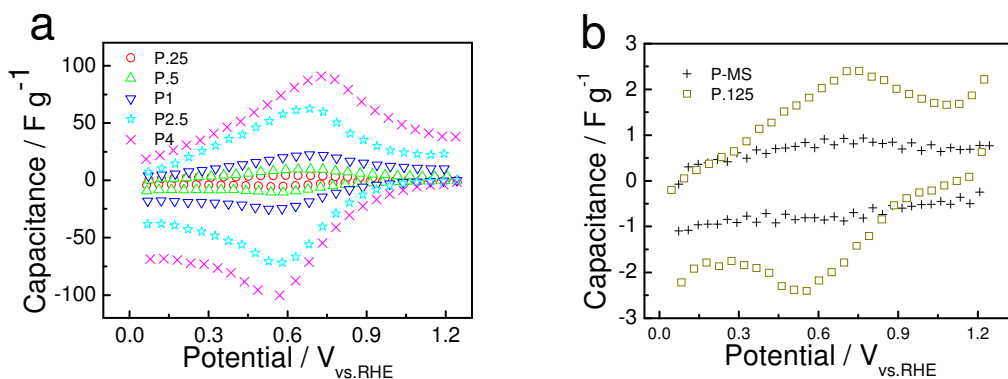 a
Capacitance / F g⁻¹
100
50
0
-50
-100
P.25
P.5
P1
P2.5
P4
0.0 0.3 0.6 0.9 1.2
Potential / V vs.RHE
b
Capacitance / F g⁻¹
3
2
1
0
-1
-2
-3
P-MS
P.125
0.0 0.3 0.6 0.9 1.2
Potential / V vs.RHE